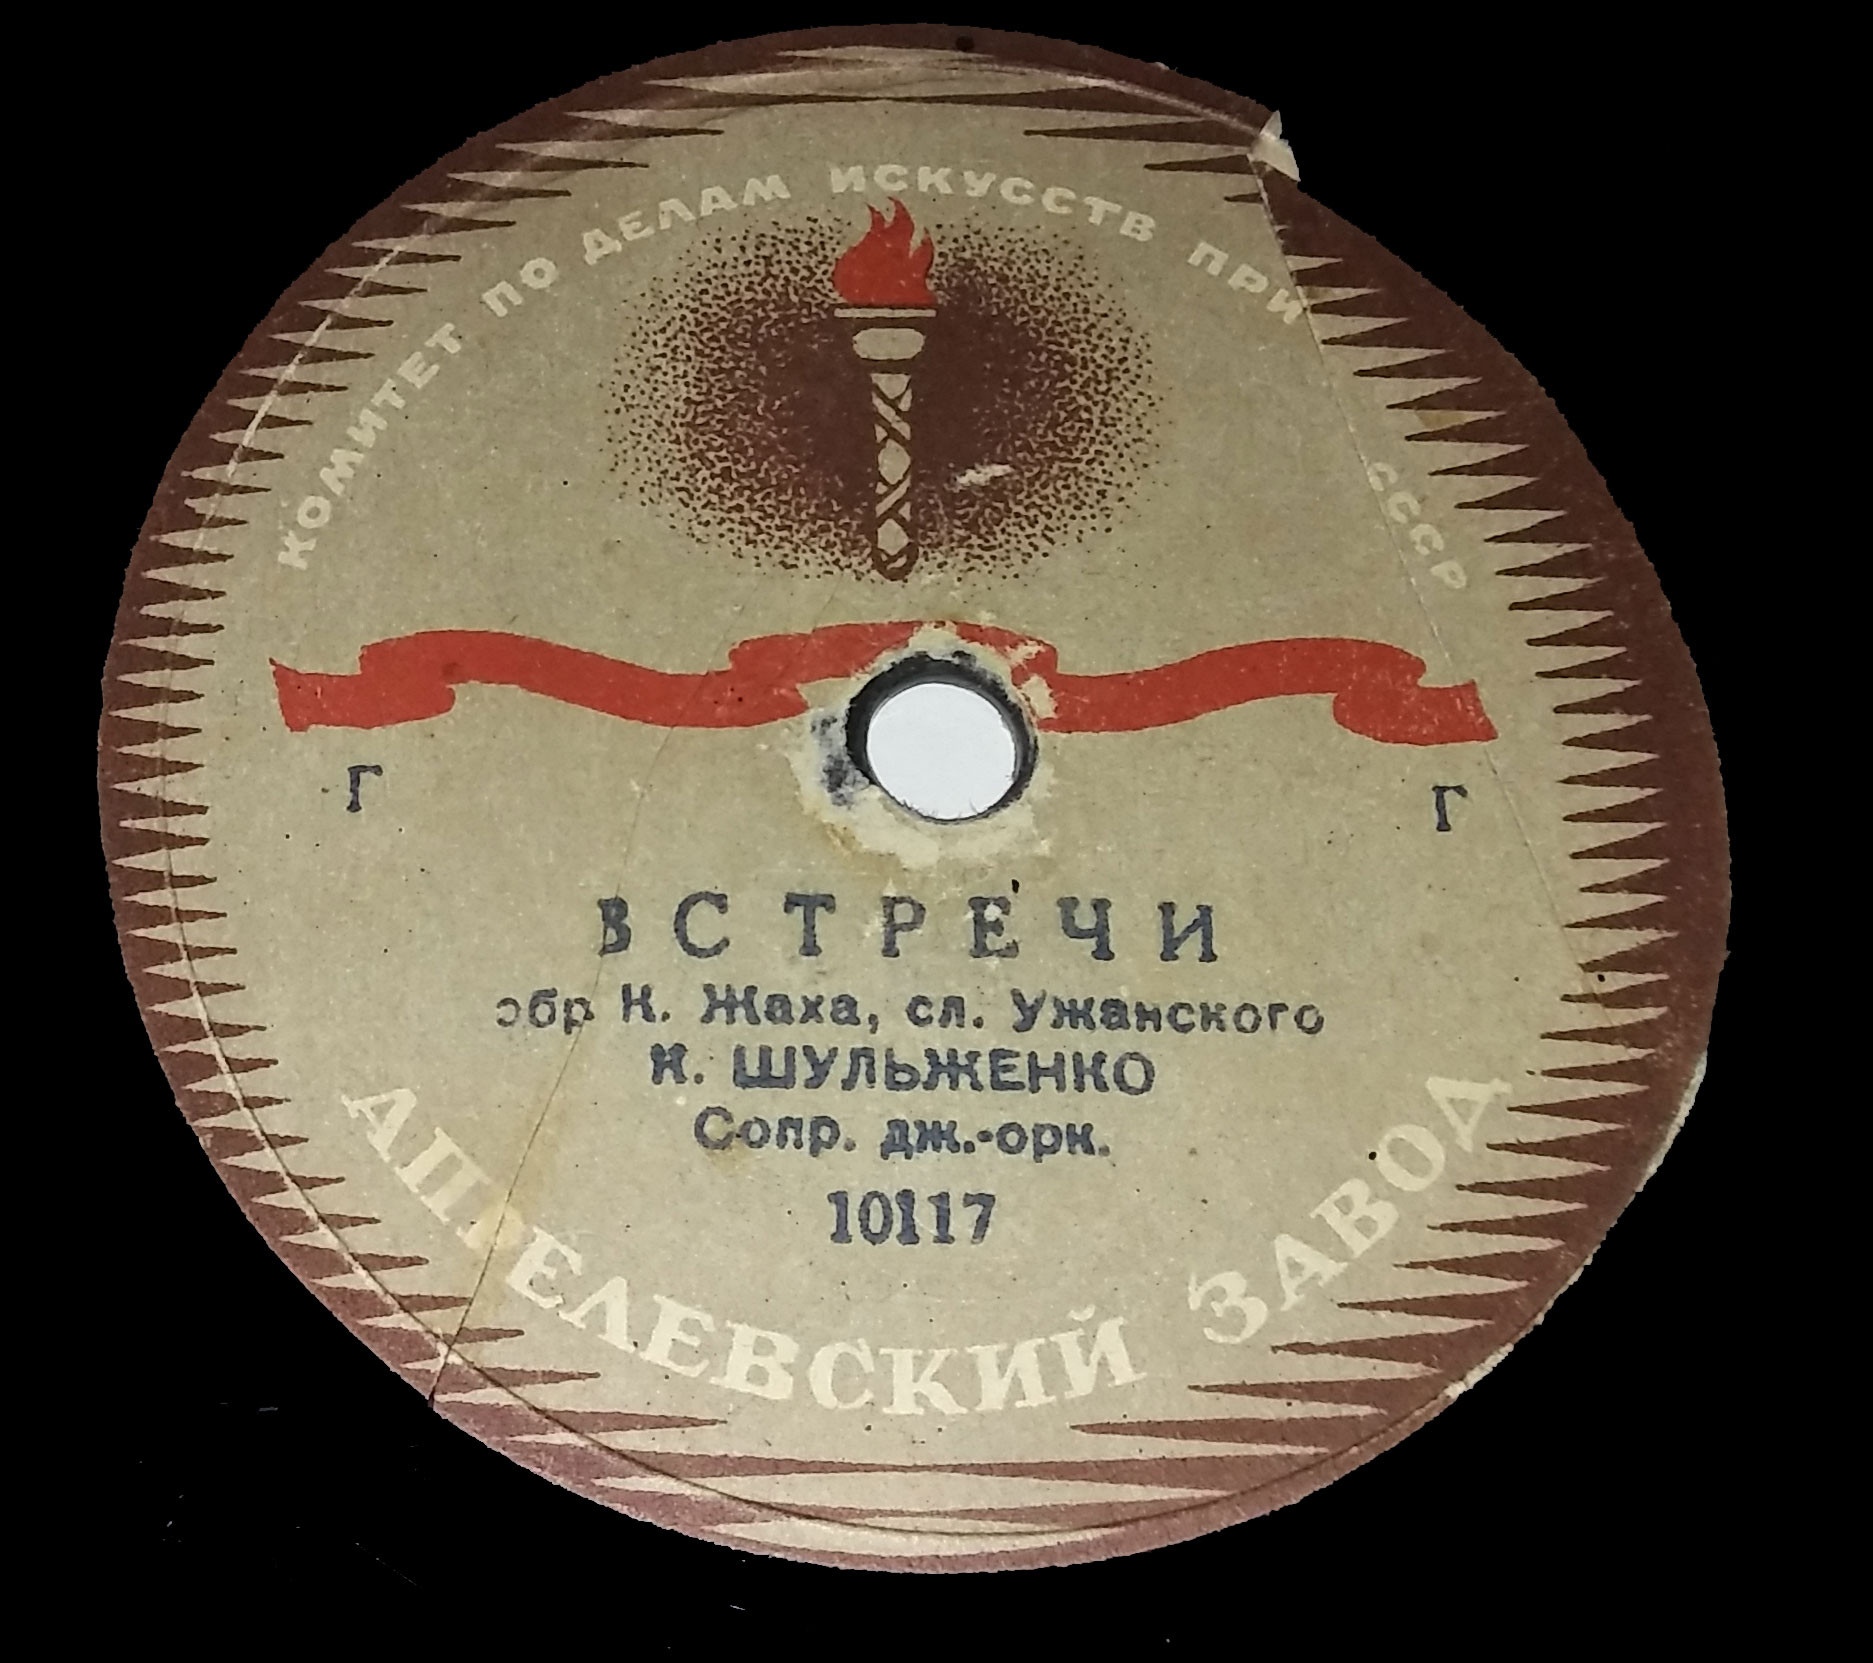 КОМИТЕТ ПО ДЕЛАМ ИСКУССТВ ПРИ СССР
Г Г
ВСТРЕЧИ
обр К. Жаха, сл. Ужанского
К. ШУЛЬЖЕНКО
Сопр. дж.-орк.
10117
АПРЕЛЕВСКИЙ ЗАВОД